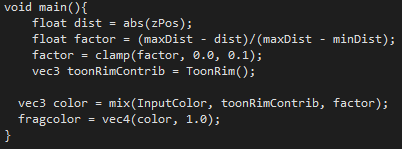 void main(){
float dist = abs(zPos);
float factor = (maxDist - dist)/(maxDist - minDist);
factor = clamp(factor, 0.0, 0.1);
vec3 toonRimContrib = ToonRim();
vec3 color = mix(InputColor, toonRimContrib, factor);
fragcolor = vec4(color, 1.0);
}